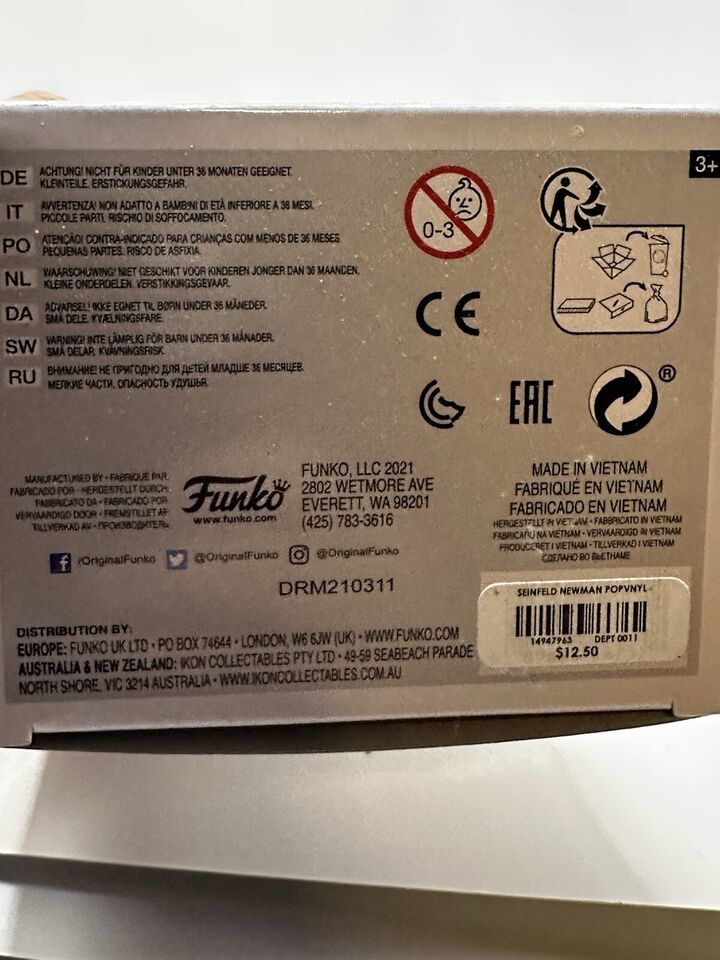 3+
DE ACHTUNG! NICHT FÜR KINDER UNTER 36 MONATEN GEEIGNET.
KLEINTEILE. ERSTICKUNGSGEFAHR.
IT AVVERTENZA! NON ADATTO A BAMBINI DI ETÀ INFERIORE A 36 MESI.
PICCOLE PARTI. RISCHIO DI SOFFOCAMENTO.
PO ATENÇÃO! CONTRA-INDICADO PARA CRIANÇAS COM MENOS DE 36 MESES.
PEQUENAS PARTES. RISCO DE ASFIXIA.
NL WAARSCHUWING! NIET GESCHIKT VOOR KINDEREN JONGER DAN 36 MAANDEN.
KLEINE ONDERDELEN. VERSTIKKINGSGEVAAR.
DA ADVARSEL! IKKE EGNET TIL BØRN UNDER 36 MÅNEDER.
SMÅ DELE. KVÆLNINGSFARE.
SW VARNING! INTE LÄMPLIG FÖR BARN UNDER 36 MÅNADER.
SMÅ DELAR. KVÄVNINGSRISK.
RU ВНИМАНИЕ! НЕ ПРИГОДНО ДЛЯ ДЕТЕЙ МЛАДШЕ 36 МЕСЯЦЕВ.
МЕЛКИЕ ЧАСТИ. ОПАСНОСТЬ УДУШЬЯ.
0-3
CE
EAC
®
MANUFACTURED BY • FABRIQUÉ PAR
FABRICADO POR • HERGESTELLT DURCH
FABBRICATO DA • FABRICADO POR
VERVAARDIGD DOOR • FREMSTILLET AF
TILLVERKAD AV • ПРОИЗВОДИТЕЛЬ
Funko
www.funko.com
FUNKO, LLC 2021
2802 WETMORE AVE
EVERETT, WA 98201
(425) 783-3616
MADE IN VIETNAM
FABRIQUÉ EN VIETNAM
FABRICADO EN VIETNAM
HERGESTELLT IN VIETNAM • FABBRICATO IN VIETNAM
FABRICADO NA VIETNAM • VERVAARDIGD IN VIETNAM
PRODUCERET I VIETNAM • TILLVERKAD I VIETNAM
СДЕЛАНО ВО ВЬЕТНАМЕ
/OriginalFunko @OriginalFunko @OriginalFunko
DRM210311
DISTRIBUTION BY:
EUROPE: FUNKO UK LTD • PO BOX 74644 • LONDON, W6 6JW (UK) • WWW.FUNKO.COM
AUSTRALIA & NEW ZEALAND: IKON COLLECTABLES PTY LTD • 49-59 SEABEACH PARADE
NORTH SHORE, VIC 3214 AUSTRALIA • WWW.IKONCOLLECTABLES.COM.AU
SEINFELD NEWMAN POPVNYL
14947963 DEPT 0011
$12.50